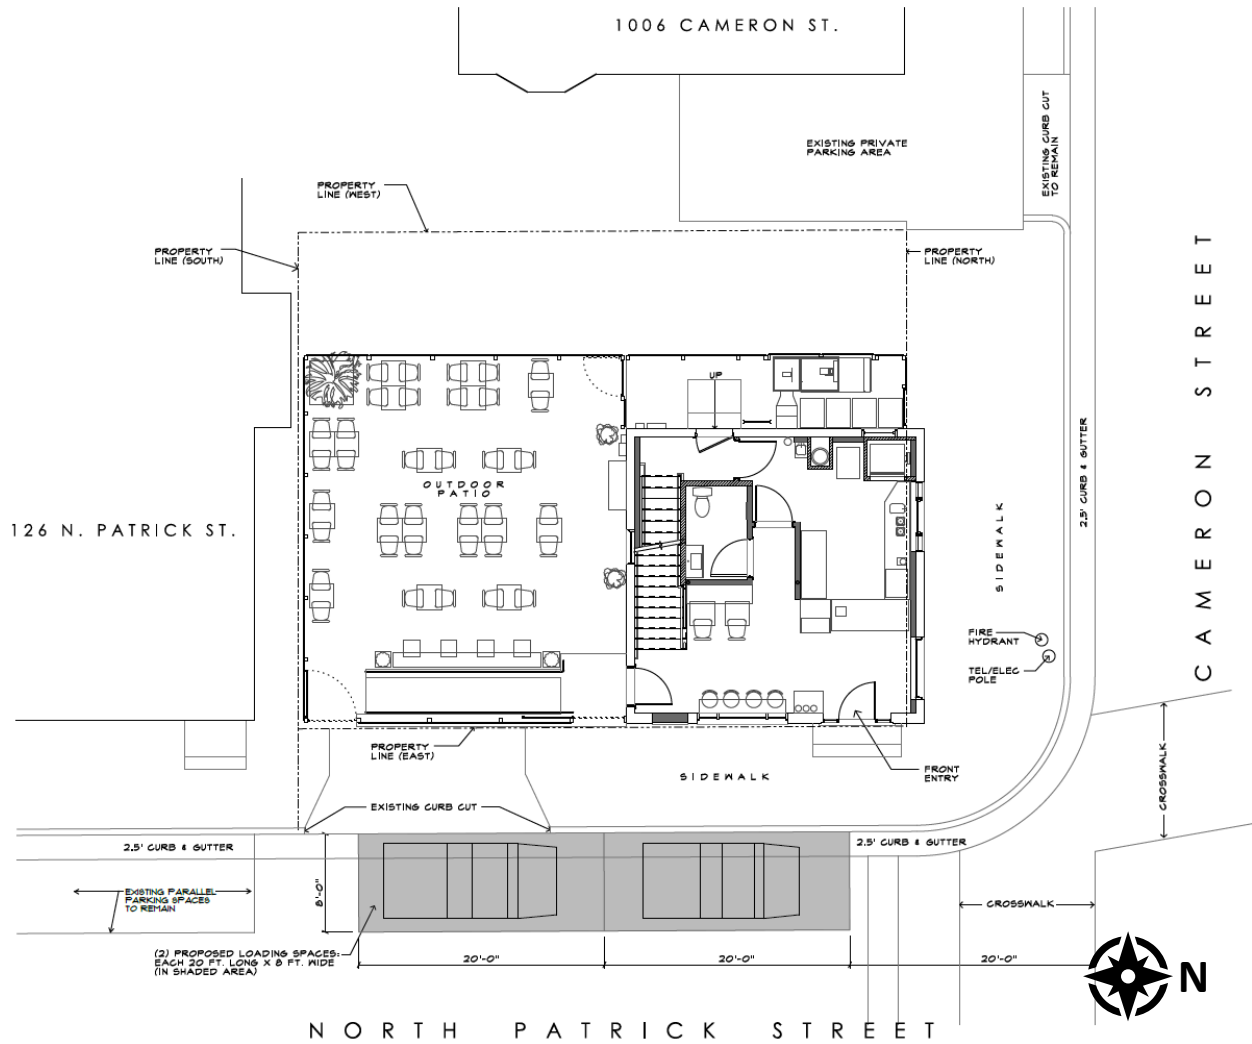 1006 CAMERON ST.
EXISTING PRIVATE
PARKING AREA
EXISTING CURB CUT
TO REMAIN
PROPERTY
LINE (WEST)
PROPERTY
LINE (SOUTH)
PROPERTY
LINE (NORTH)
CAMERON STREET
UP
2.5' CURB & GUTTER
OUTDOOR
PATIO
SIDEWALK
126 N. PATRICK ST.
FIRE
HYDRANT
TEL/ELEC
POLE
PROPERTY
LINE (EAST)
SIDEWALK
FRONT
ENTRY
CROSSWALK
EXISTING CURB CUT
2.5' CURB & GUTTER
2.5' CURB & GUTTER
8'-0"
EXISTING PARALLEL
PARKING SPACES
TO REMAIN
CROSSWALK
(2) PROPOSED LOADING SPACES:
EACH 20 FT. LONG X 8 FT. WIDE
(IN SHADED AREA)
20'-0"
20'-0"
20'-0"
N
NORTH PATRICK STREET